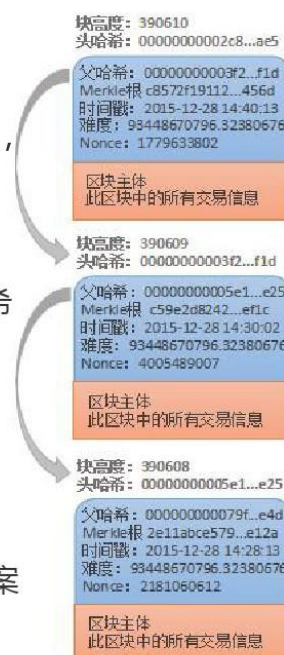 块高度：390610
头哈希：00000000002c8...ae5
父哈希：00000000003f2...f1d
Merkle根 c8572f19112...456d
时间戳：2015-12-28 14:40:13
难度：93448670796.32380676
Nonce：1779633802
区块主体
此区块中的所有交易信息
，
块高度：390609
头哈希：00000000003f2...f1d
希
父哈希：00000000005e1...e25
Merkle根 c59e2d8242...ef1c
时间戳：2015-12-28 14:30:02
难度：93448670796.32380676
Nonce：4005489007
区块主体
此区块中的所有交易信息
块高度：390608
头哈希：00000000005e1...e25
父哈希：0000000000079f...e4d
Merkle根 2e11abce579...e12a
时间戳：2015-12-28 14:28:13
难度：93448670796.32380676
Nonce：2181060612
区块主体
此区块中的所有交易信息